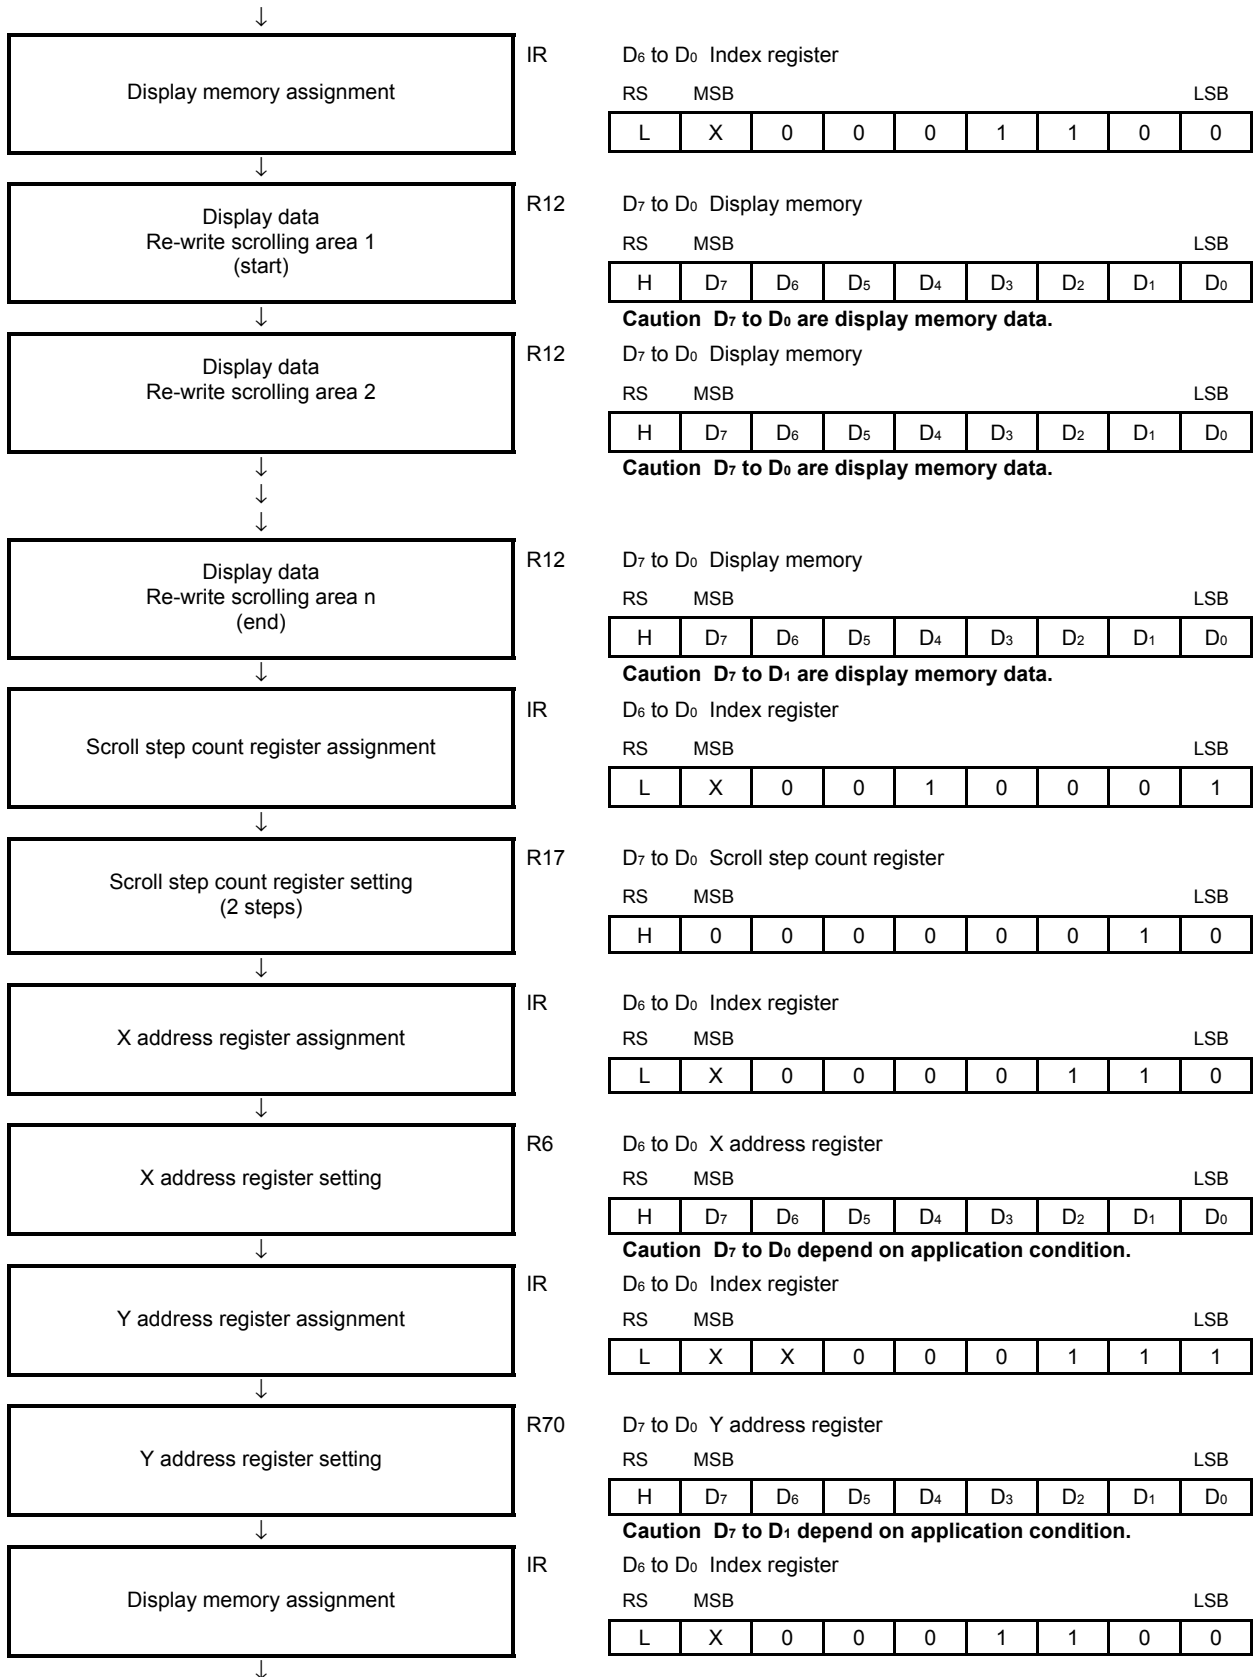 ↓
Display memory assignment
IR
D6 to D0 Index register
RS MSB LSB
L X 0 0 0 1 1 0 0
↓
Display data
Re-write scrolling area 1
(start)
R12
D7 to D0 Display memory
RS MSB LSB
H D7 D6 D5 D4 D3 D2 D1 D0
Caution D7 to D0 are display memory data.
↓
Display data
Re-write scrolling area 2
R12
D7 to D0 Display memory
RS MSB LSB
H D7 D6 D5 D4 D3 D2 D1 D0
Caution D7 to D0 are display memory data.
↓
↓
↓
Display data
Re-write scrolling area n
(end)
R12
D7 to D0 Display memory
RS MSB LSB
H D7 D6 D5 D4 D3 D2 D1 D0
Caution D7 to D1 are display memory data.
↓
Scroll step count register assignment
IR
D6 to D0 Index register
RS MSB LSB
L X 0 0 1 0 0 0 1
↓
Scroll step count register setting
(2 steps)
R17
D7 to D0 Scroll step count register
RS MSB LSB
H 0 0 0 0 0 0 1 0
↓
X address register assignment
IR
D6 to D0 Index register
RS MSB LSB
L X 0 0 0 0 1 1 0
↓
X address register setting
R6
D6 to D0 X address register
RS MSB LSB
H D7 D6 D5 D4 D3 D2 D1 D0
Caution D7 to D0 depend on application condition.
↓
Y address register assignment
IR
D6 to D0 Index register
RS MSB LSB
L X X 0 0 0 1 1 1
↓
Y address register setting
R70
D7 to D0 Y address register
RS MSB LSB
H D7 D6 D5 D4 D3 D2 D1 D0
Caution D7 to D1 depend on application condition.
↓
Display memory assignment
IR
D6 to D0 Index register
RS MSB LSB
L X 0 0 0 1 1 0 0
↓